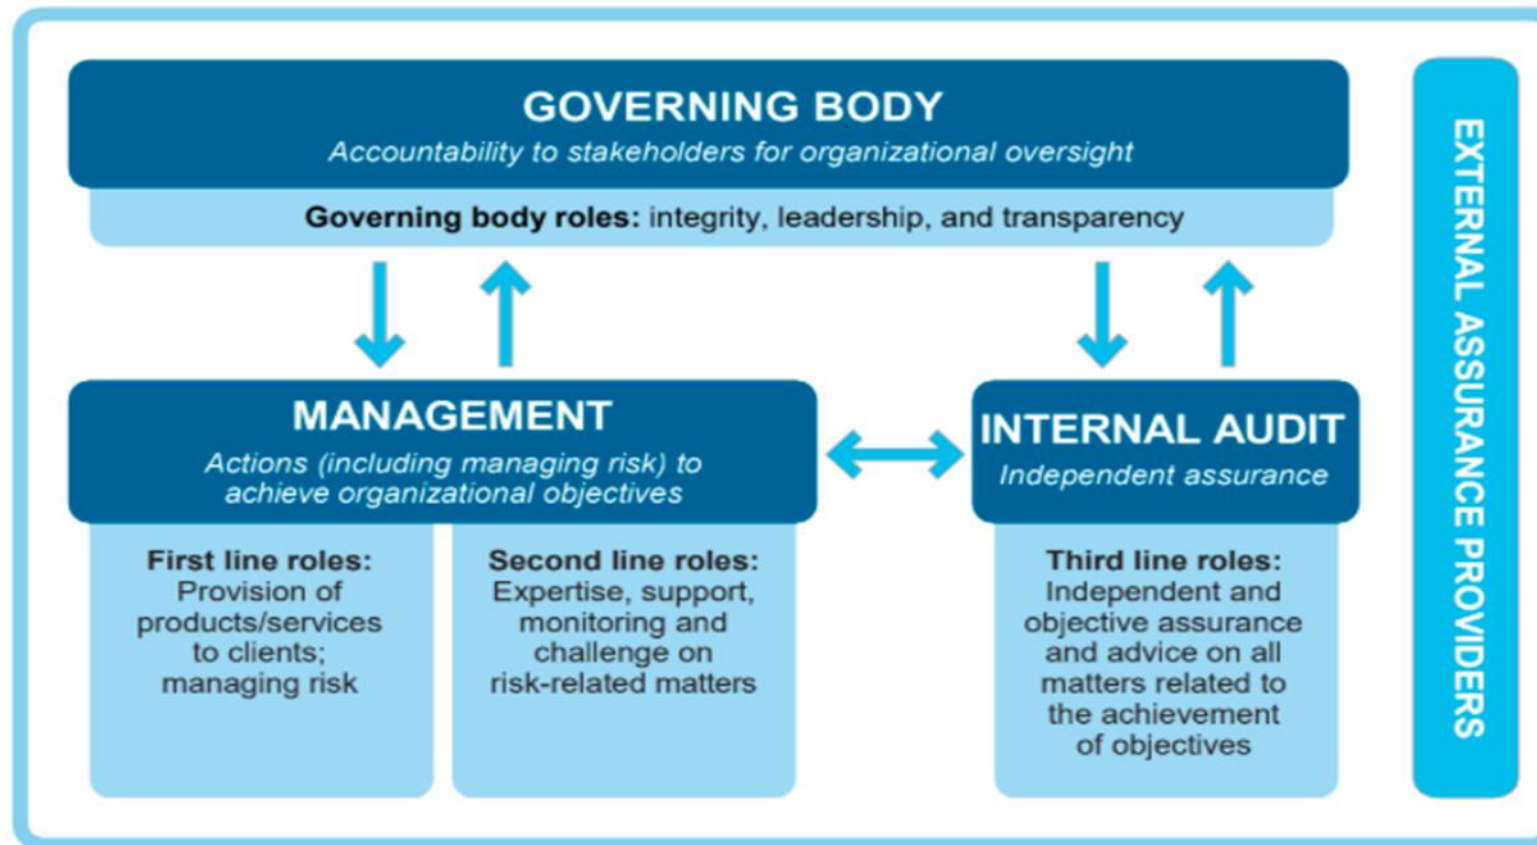 GOVERNING BODY
Accountability to stakeholders for organizational oversight
Governing body roles: integrity, leadership, and transparency
MANAGEMENT
Actions (including managing risk) to
achieve organizational objectives
First line roles:
Provision of
products/services
to clients;
managing risk
Second line roles:
Expertise, support,
monitoring and
challenge on
risk-related matters
INTERNAL AUDIT
Independent assurance
Third line roles:
Independent and
objective assurance
and advice on all
matters related to
the achievement
of objectives
EXTERNAL ASSURANCE PROVIDERS